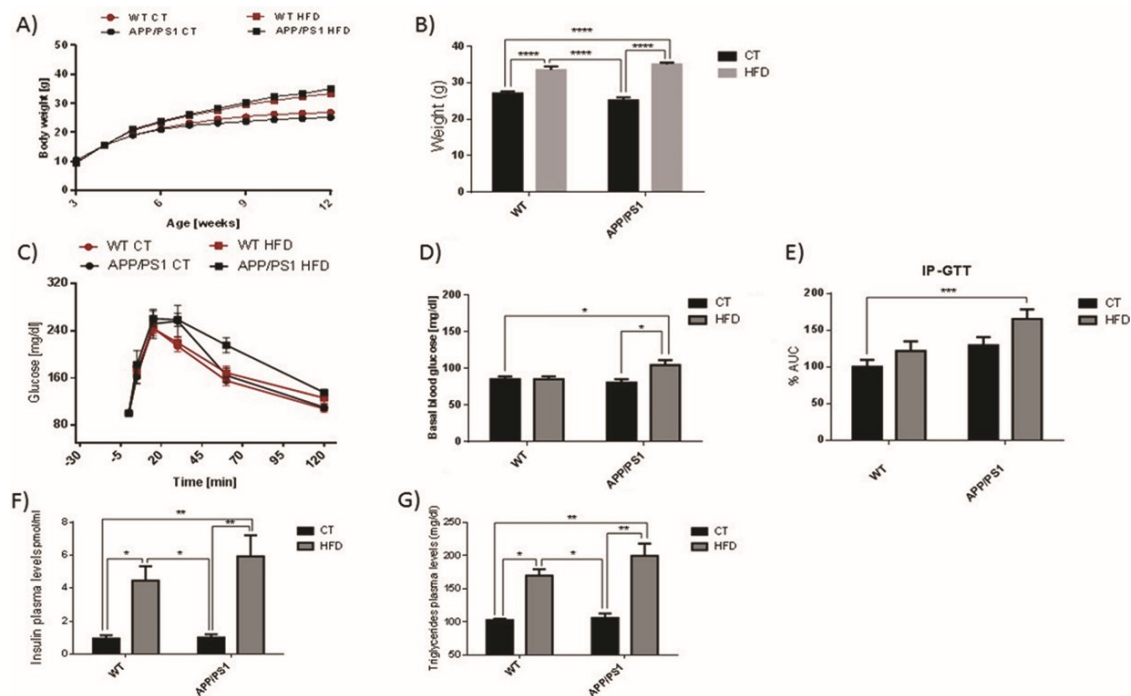 A)
WT CT
WT HFD
APP/PS1 CT
APP/PS1 HFD
Body weight [g]
50
40
30
20
10
0
3
6
9
12
Age [weeks]
B)
****
****
****
****
CT
HFD
Weight (g)
40
30
20
10
0
WT
APP/PS1
C)
WT CT
WT HFD
APP/PS1 CT
APP/PS1 HFD
Glucose [mg/dl]
320
240
160
80
-30
-5
20
45
70
95
120
Time [min]
D)
*
*
CT
HFD
Basal blood glucose [mg/dl]
200
150
100
50
0
WT
APP/PS1
E)
IP-GTT
***
CT
HFD
% AUC
200
150
100
50
0
WT
APP/PS1
F)
**
**
*
*
CT
HFD
Insulin plasma levels pmol/ml
8
6
4
2
0
WT
APP/PS1
G)
**
**
*
*
CT
HFD
Triglycerides plasma levels (mg/dl)
250
200
150
100
50
WT
APP/PS1